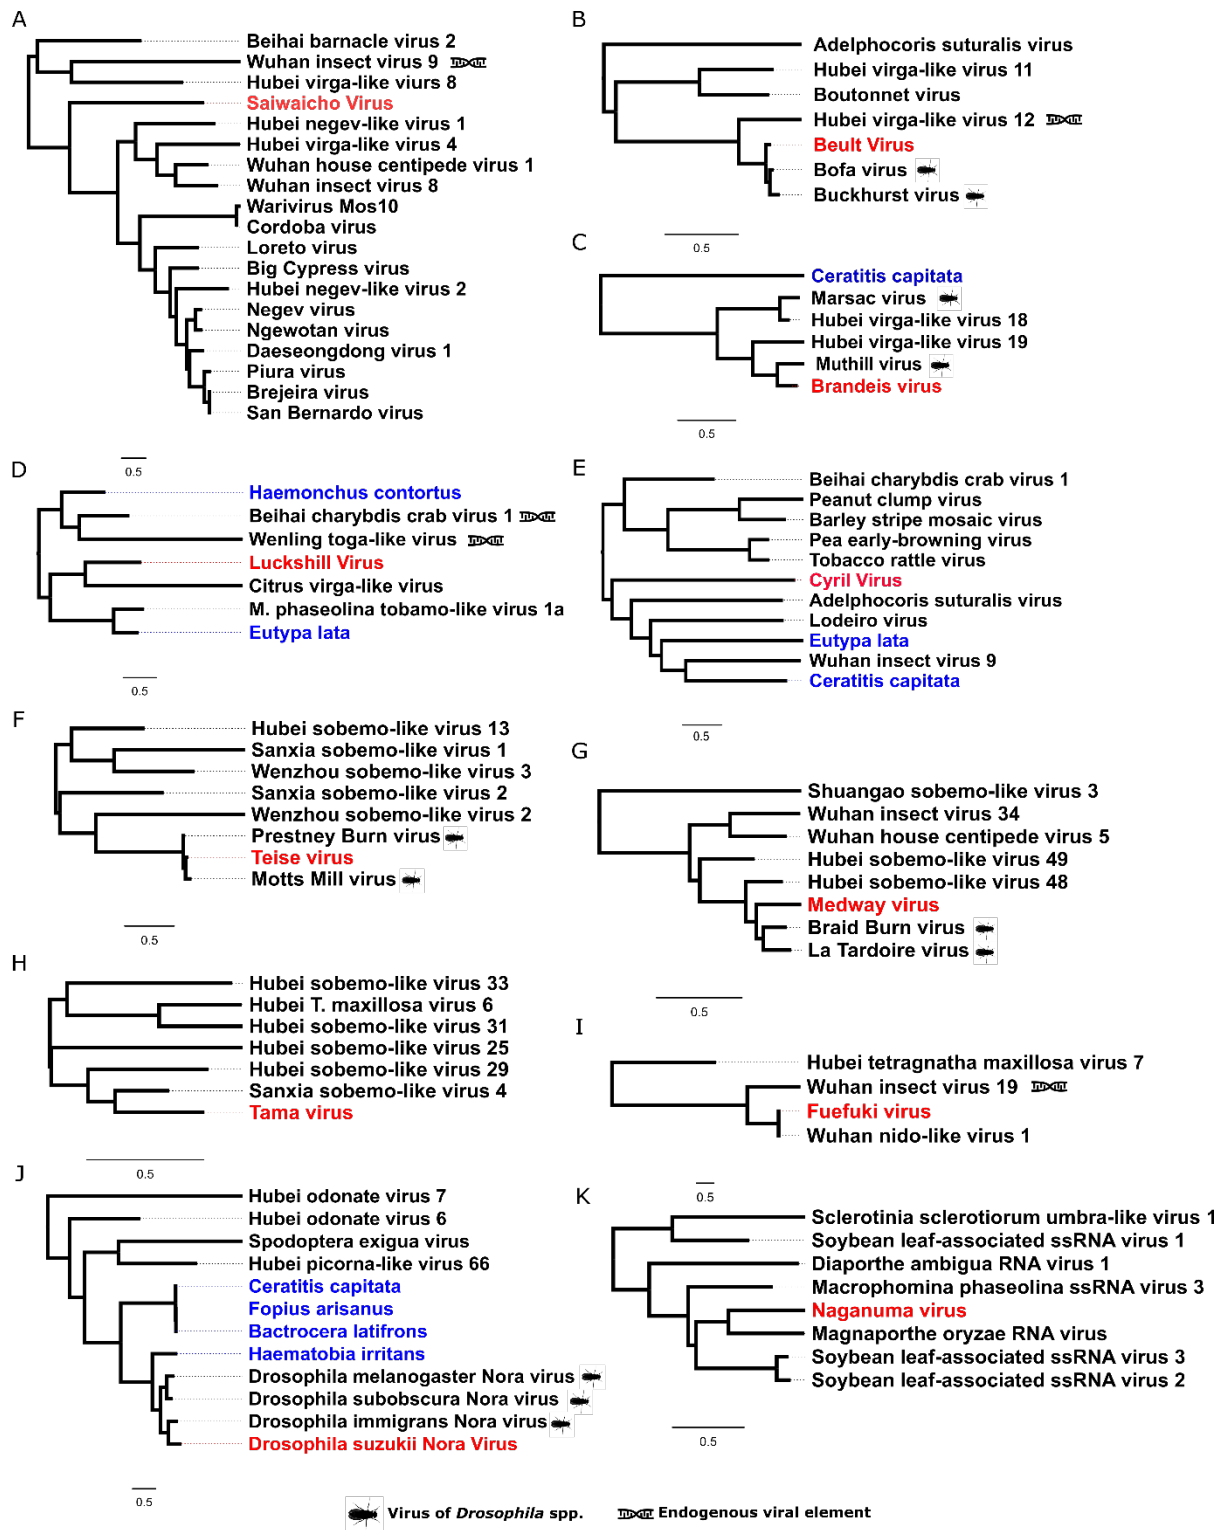 A
Beihai barnacle virus 2
Wuhan insect virus 9
Hubei virga-like viurs 8
Saiwaicho Virus
Hubei negev-like virus 1
Hubei virga-like virus 4
Wuhan house centipede virus 1
Wuhan insect virus 8
Warivirus Mos10
Cordoba virus
Loreto virus
Big Cypress virus
Hubei negev-like virus 2
Negev virus
Ngewotan virus
Daeseongdong virus 1
Piura virus
Brejeira virus
San Bernardo virus
0.5
B
Adelphocoris suturalis virus
Hubei virga-like virus 11
Boutonnet virus
Hubei virga-like virus 12
Beult Virus
Bofa virus
Buckhurst virus
0.5
C
Ceratitis capitata
Marsac virus
Hubei virga-like virus 18
Hubei virga-like virus 19
Muthill virus
Brandeis virus
0.5
D
Haemonchus contortus
Beihai charybdis crab virus 1
Wenling toga-like virus
Luckshill Virus
Citrus virga-like virus
M. phaseolina tobamo-like virus 1a
Eutypa lata
0.5
E
Beihai charybdis crab virus 1
Peanut clump virus
Barley stripe mosaic virus
Pea early-browning virus
Tobacco rattle virus
Cyril Virus
Adelphocoris suturalis virus
Lodeiro virus
Eutypa lata
Wuhan insect virus 9
Ceratitis capitata
0.5
F
Hubei sobemo-like virus 13
Sanxia sobemo-like virus 1
Wenzhou sobemo-like virus 3
Sanxia sobemo-like virus 2
Wenzhou sobemo-like virus 2
Prestney Burn virus
Teise virus
Motts Mill virus
0.5
G
Shuangao sobemo-like virus 3
Wuhan insect virus 34
Wuhan house centipede virus 5
Hubei sobemo-like virus 49
Hubei sobemo-like virus 48
Medway virus
Braid Burn virus
La Tardoire virus
0.5
H
Hubei sobemo-like virus 33
Hubei T. maxillosa virus 6
Hubei sobemo-like virus 31
Hubei sobemo-like virus 25
Hubei sobemo-like virus 29
Sanxia sobemo-like virus 4
Tama virus
0.5
I
Hubei tetragnatha maxillosa virus 7
Wuhan insect virus 19
Fuefuki virus
Wuhan nido-like virus 1
0.5
J
Hubei odonate virus 7
Hubei odonate virus 6
Spodoptera exigua virus
Hubei picorna-like virus 66
Ceratitis capitata
Fopius arisanus
Bactrocera latifrons
Haematobia irritans
Drosophila melanogaster Nora virus
Drosophila subobscura Nora virus
Drosophila immigrans Nora virus
Drosophila suzukii Nora Virus
0.5
K
Sclerotinia sclerotiorum umbra-like virus 1
Soybean leaf-associated ssRNA virus 1
Diaporthe ambigua RNA virus 1
Macrophomina phaseolina ssRNA virus 3
Naganuma virus
Magnaporthe oryzae RNA virus
Soybean leaf-associated ssRNA virus 3
Soybean leaf-associated ssRNA virus 2
0.5
Virus of Drosophila spp.
Endogenous viral element